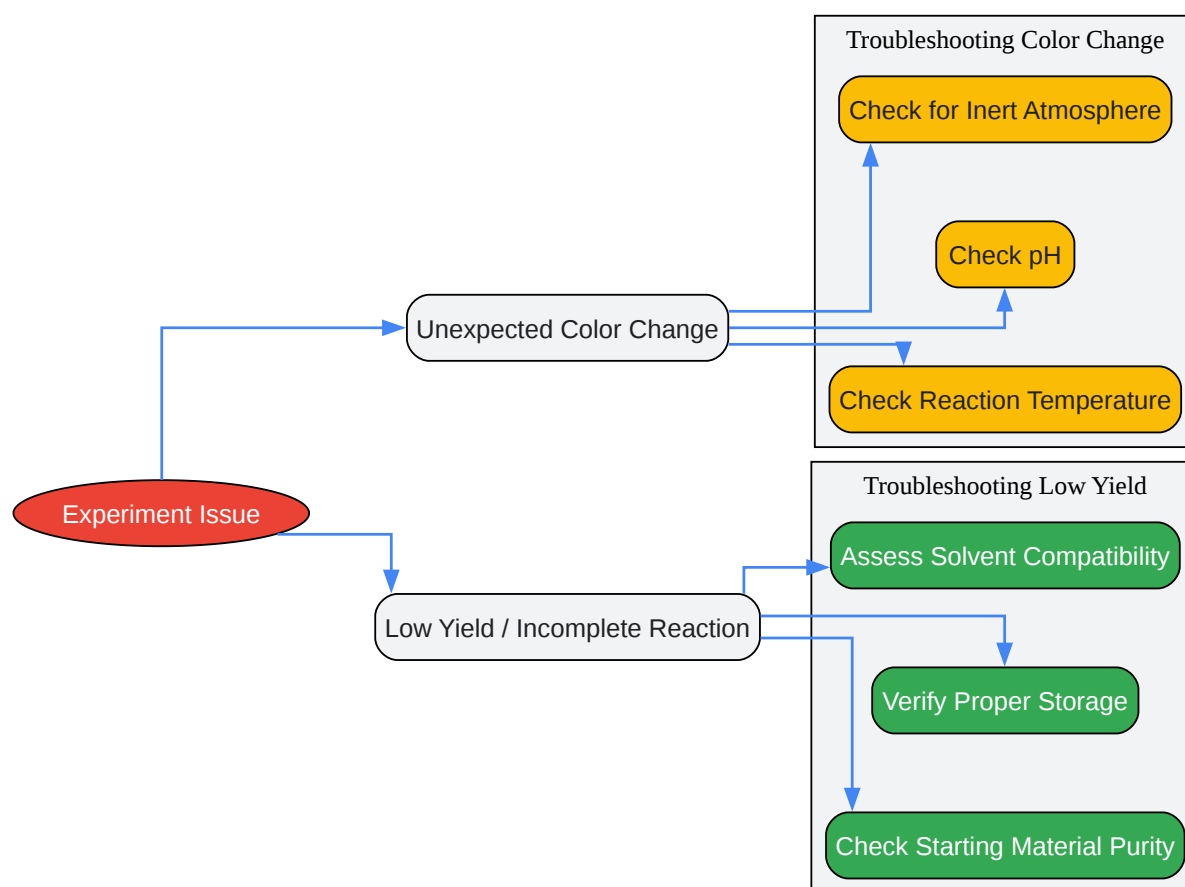 Troubleshooting Color Change
Check for Inert Atmosphere
Check pH
Unexpected Color Change
Check Reaction Temperature
Troubleshooting Low Yield
Experiment Issue
Assess Solvent Compatibility
Low Yield / Incomplete Reaction
Verify Proper Storage
Check Starting Material Purity